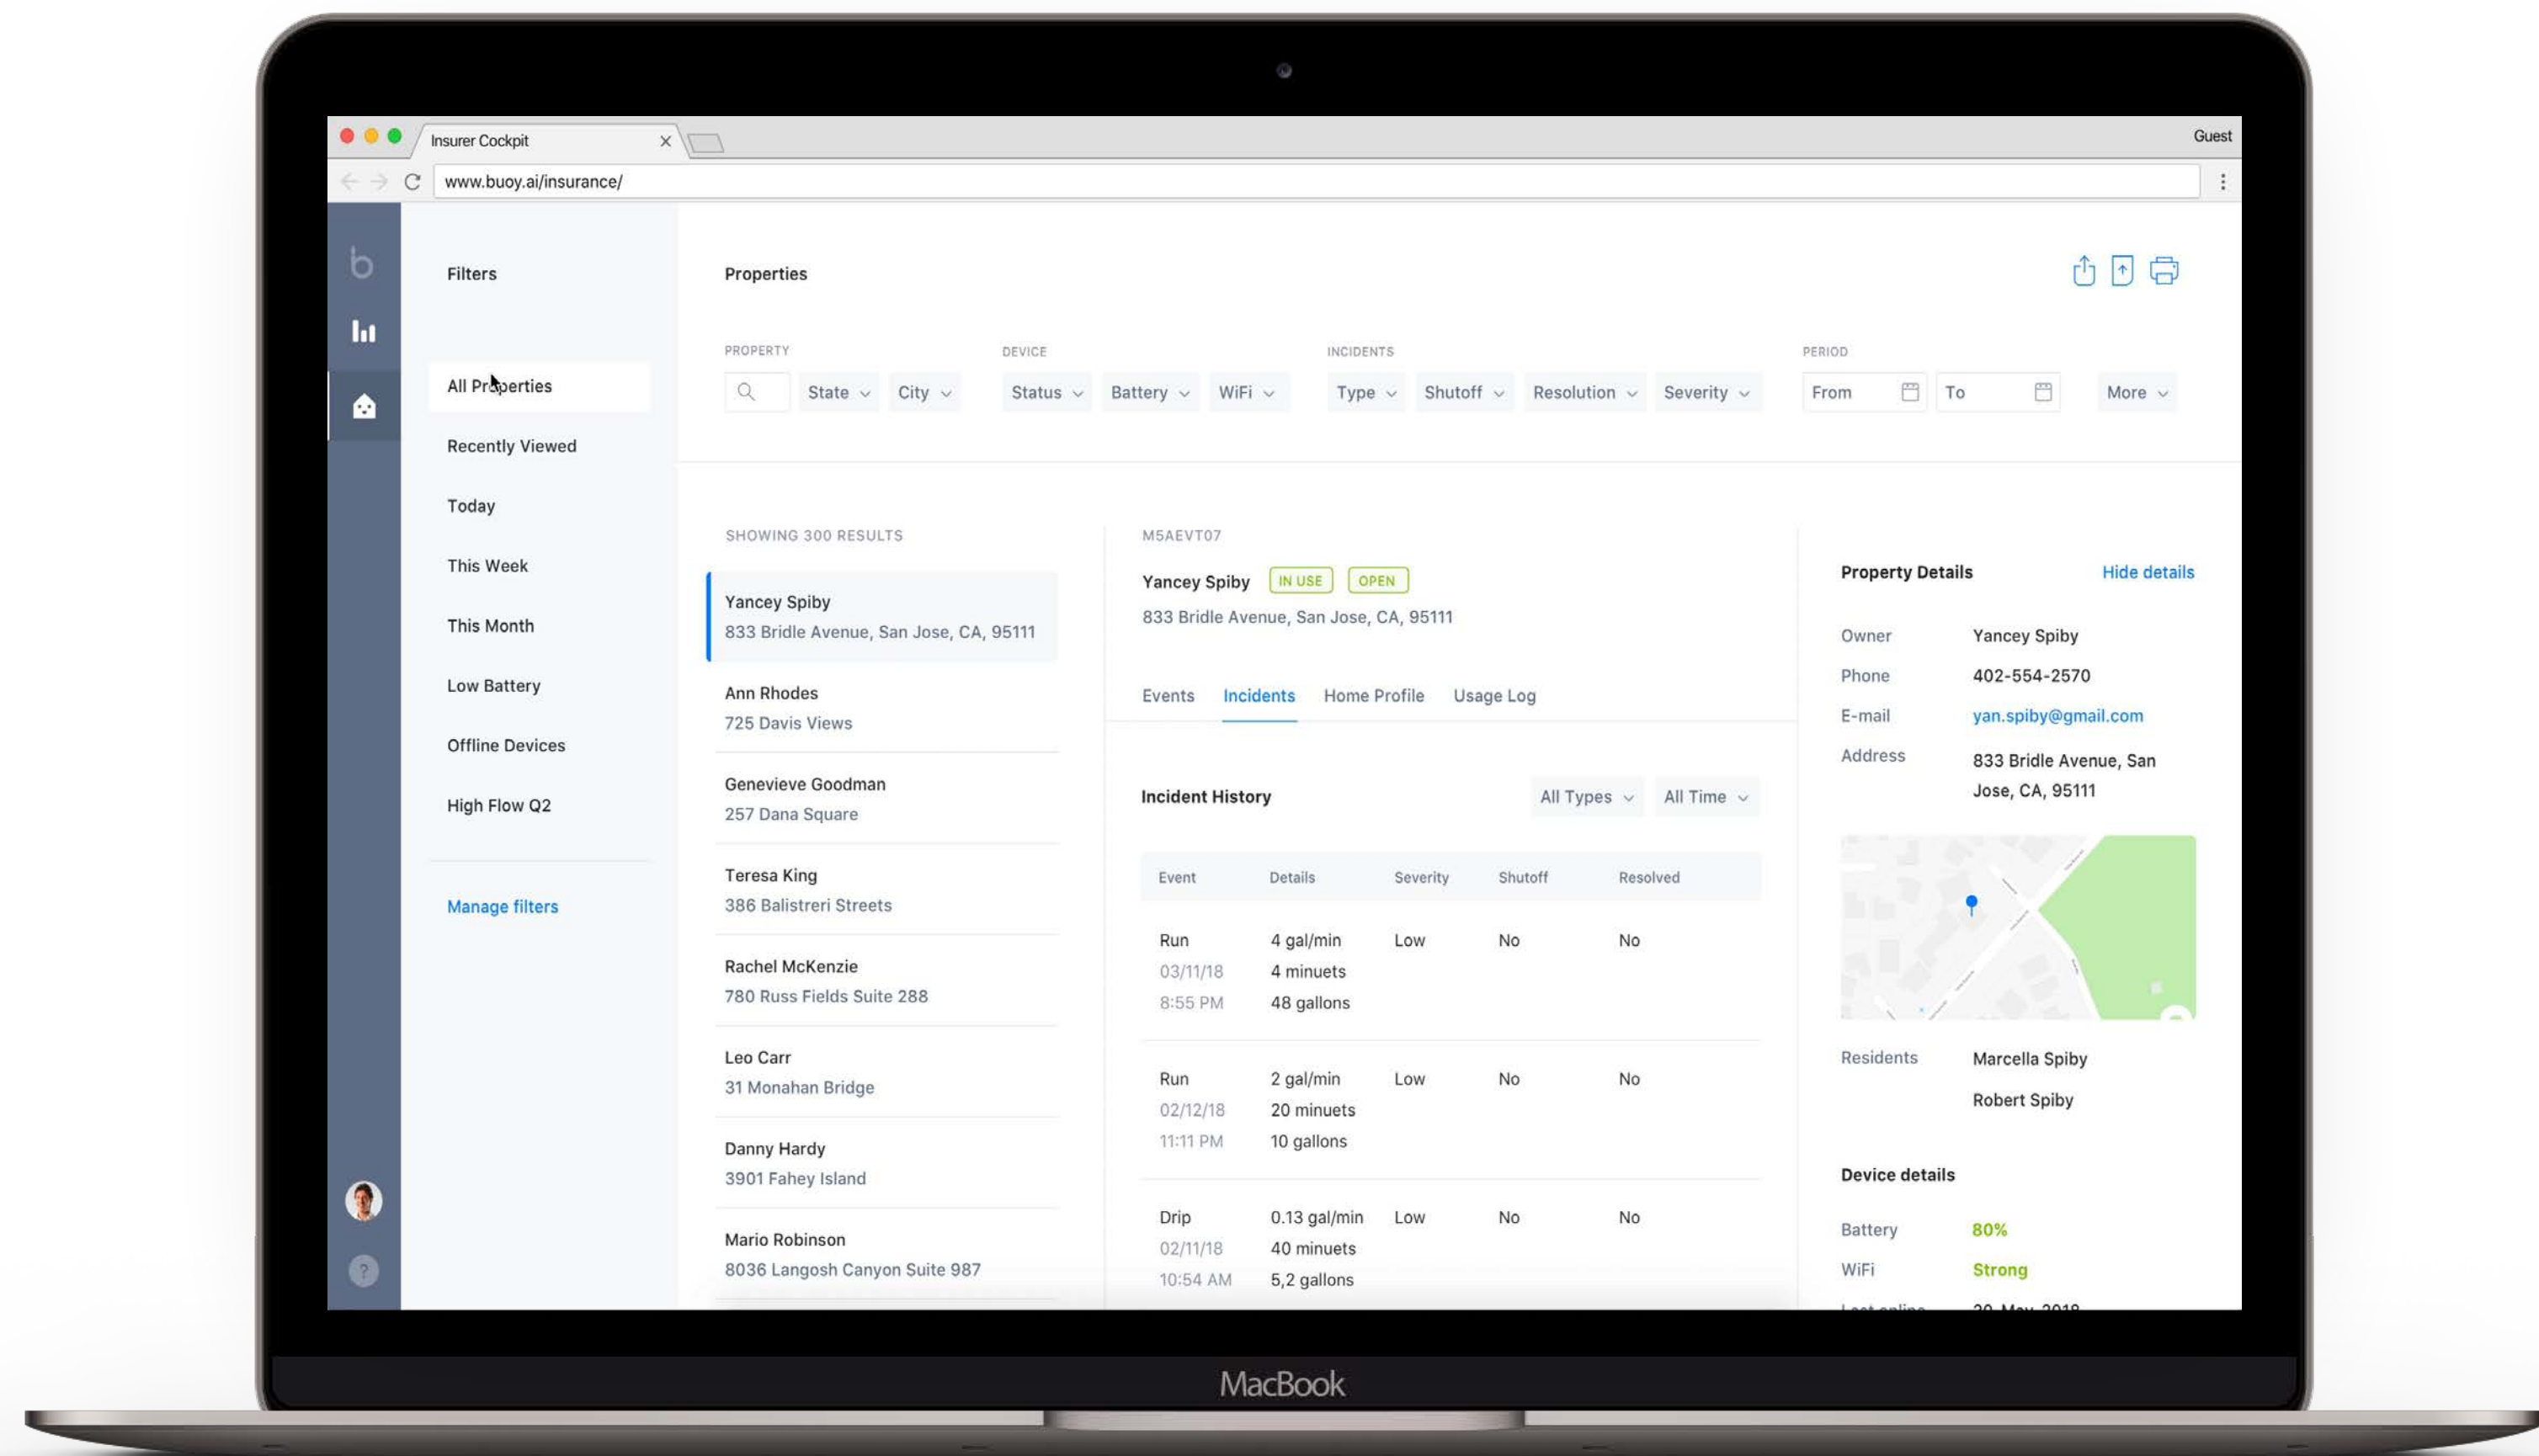 Insurer Cockpit
Guest
www.buoy.ai/insurance/
b
Filters
All Properties
Recently Viewed
Today
This Week
This Month
Low Battery
Offline Devices
High Flow Q2
Manage filters
?
Properties
PROPERTY
State
City
DEVICE
Status
Battery
WiFi
INCIDENTS
Type
Shutoff
Resolution
Severity
PERIOD
From
To
More
SHOWING 300 RESULTS
Yancey Spiby
833 Bridle Avenue, San Jose, CA, 95111
Ann Rhodes
725 Davis Views
Genevieve Goodman
257 Dana Square
Teresa King
386 Balistreri Streets
Rachel McKenzie
780 Russ Fields Suite 288
Leo Carr
31 Monahan Bridge
Danny Hardy
3901 Fahey Island
Mario Robinson
8036 Langosh Canyon Suite 987
M5AEVT07
Yancey Spiby IN USE OPEN
833 Bridle Avenue, San Jose, CA, 95111
Events Incidents Home Profile Usage Log
Incident History All Types All Time
Event Details Severity Shutoff Resolved
Run 4 gal/min Low No No
03/11/18 4 minuets
8:55 PM 48 gallons
Run 2 gal/min Low No No
02/12/18 20 minuets
11:11 PM 10 gallons
Drip 0.13 gal/min Low No No
02/11/18 40 minuets
10:54 AM 5,2 gallons
Property Details Hide details
Owner Yancey Spiby
Phone 402-554-2570
E-mail yan.spiby@gmail.com
Address 833 Bridle Avenue, San
Jose, CA, 95111
Residents Marcella Spiby
Robert Spiby
Device details
Battery 80%
WiFi Strong
Last online 20, May, 2018
MacBook